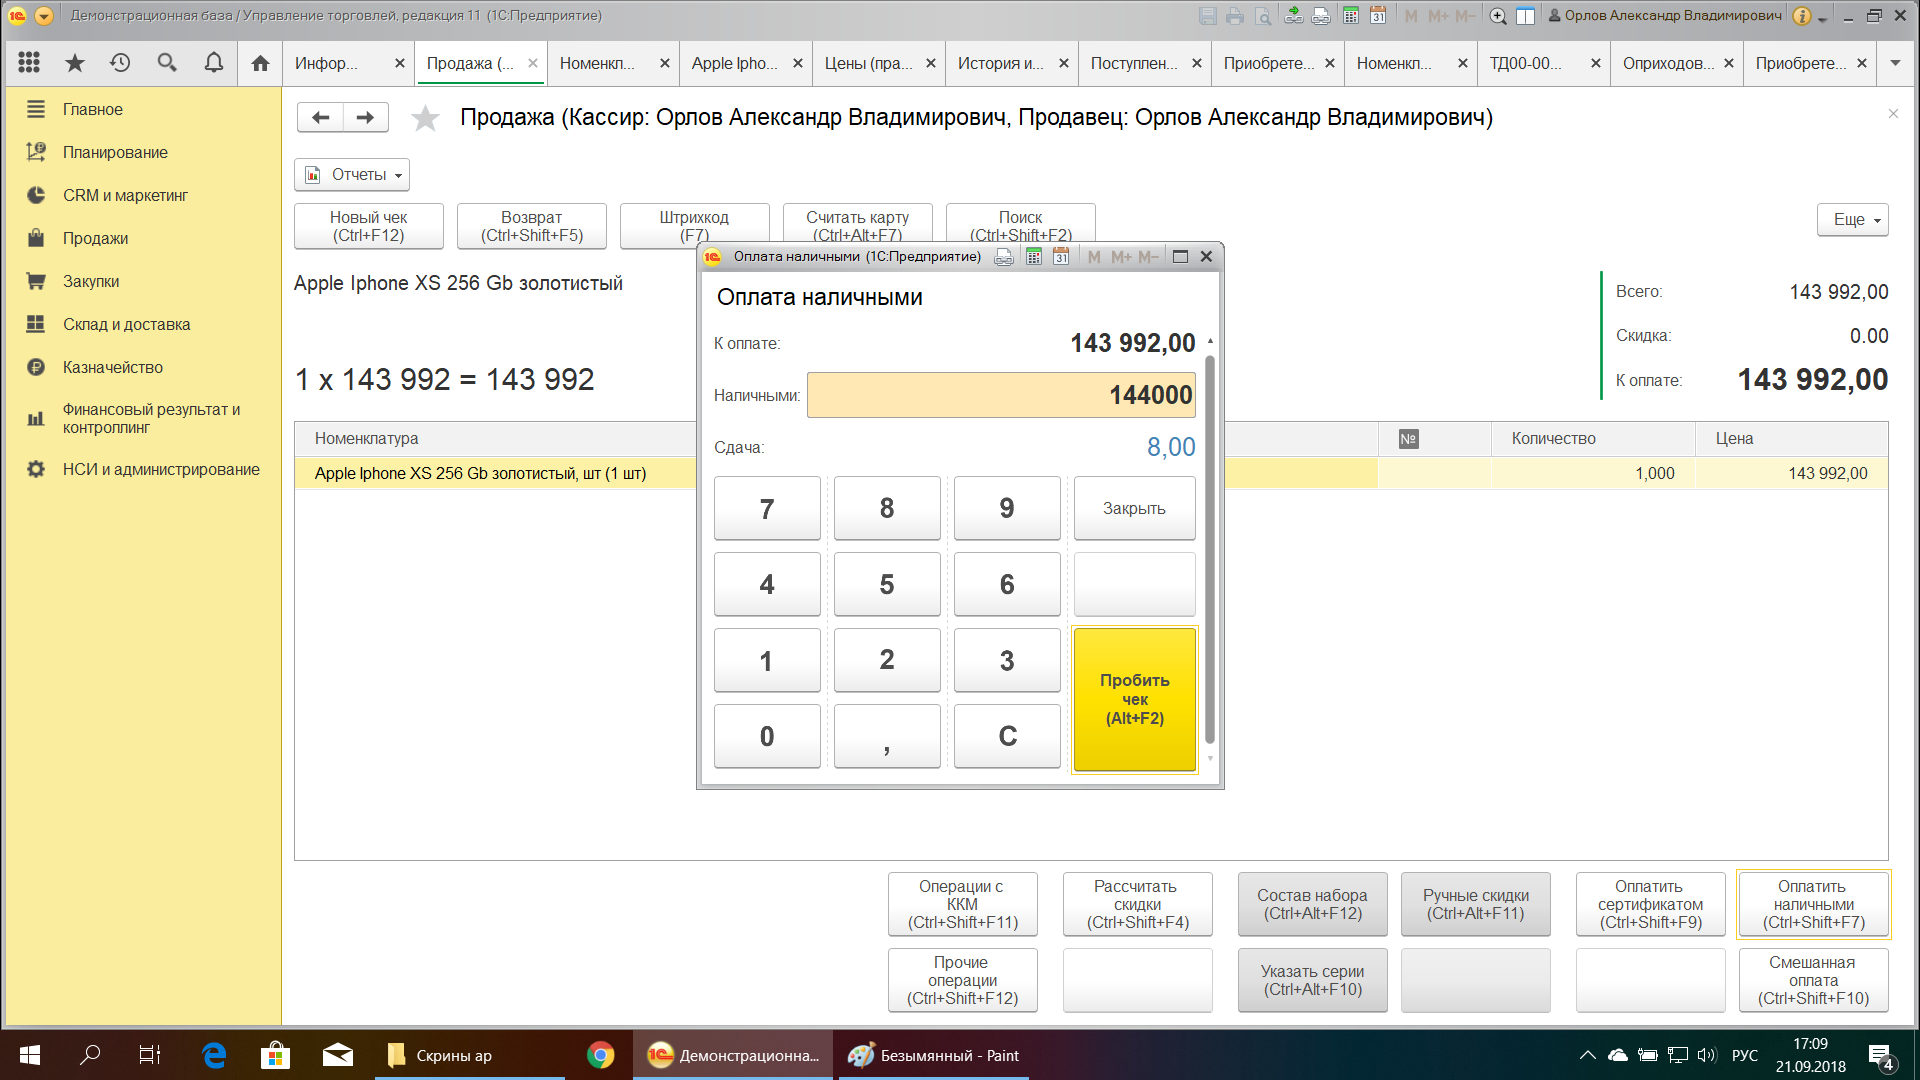 Демонстрационная база / Управление торговлей, редакция 11 (1С:Предприятие)
31
M M+ M-
Орлов Александр Владимирович
Инфор...
Продажа (...
Номенкл...
Apple Ipho...
Цены (пра...
История и...
Поступлен...
Приобрете...
Номенкл...
ТД00-00...
Оприходов...
Приобрете...
Главное
Планирование
CRM и маркетинг
Продажи
Закупки
Склад и доставка
Казначейство
Финансовый результат и
контроллинг
НСИ и администрирование
Продажа (Кассир: Орлов Александр Владимирович, Продавец: Орлов Александр Владимирович)
Отчеты
Новый чек
(Ctrl+F12)
Возврат
(Ctrl+Shift+F5)
Штрихкод
(F7)
Считать карту
(Ctrl+Alt+F7)
Поиск
(Ctrl+Shift+F2)
Еще
Apple Iphone XS 256 Gb золотистый
1 x 143 992 = 143 992
Всего: 143 992,00
Скидка: 0.00
К оплате: 143 992,00
Номенклатура
№
Количество
Цена
Apple Iphone XS 256 Gb золотистый, шт (1 шт)
1,000
143 992,00
Оплата наличными (1С:Предприятие)
31
M M+ M-
Оплата наличными
К оплате: 143 992,00
Наличными: 144000
Сдача: 8,00
7 8 9 Закрыть
4 5 6
1 2 3
Пробить
чек
(Alt+F2)
0 , C
Операции с
ККМ
(Ctrl+Shift+F11)
Рассчитать
скидки
(Ctrl+Shift+F4)
Состав набора
(Ctrl+Alt+F12)
Ручные скидки
(Ctrl+Alt+F11)
Оплатить
сертификатом
(Ctrl+Shift+F9)
Оплатить
наличными
(Ctrl+Shift+F7)
Прочие
операции
(Ctrl+Shift+F12)
Указать серии
(Ctrl+Alt+F10)
Смешанная
оплата
(Ctrl+Shift+F10)
Скрины ар
Демонстрационна...
Безымянный - Paint
РУС
17:09
21.09.2018
4